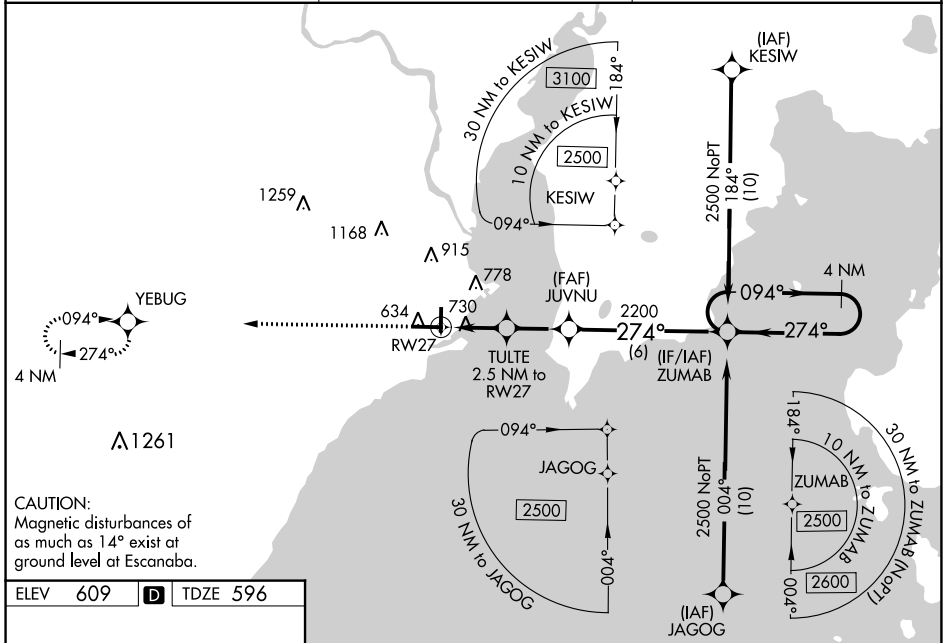 (IAF)
KESIW
30 NM to KESIW
3100
184°
10 NM to KESIW
2500
KESIW
094°
2500 NoPT
184°
(10)
1259
1168
915
778
(FAF)
JUVNU
4 NM
094°
YEBUG
094°
274°
4 NM
634
730
RW27
2200
274°
(6)
274°
TULTE
2.5 NM to
RW27
(IF/IAF)
ZUMAB
1261
094°
JAGOG
2500
30 NM to JAGOG
004°
2500 NoPT
004°
(10)
184°
30 NM to ZUMAB (NoPT)
10 NM to ZUMAB
ZUMAB
2500
2600
004°
CAUTION:
Magnetic disturbances of
as much as 14° exist at
ground level at Escanaba.
ELEV 609 D TDZE 596
(IAF)
JAGOG